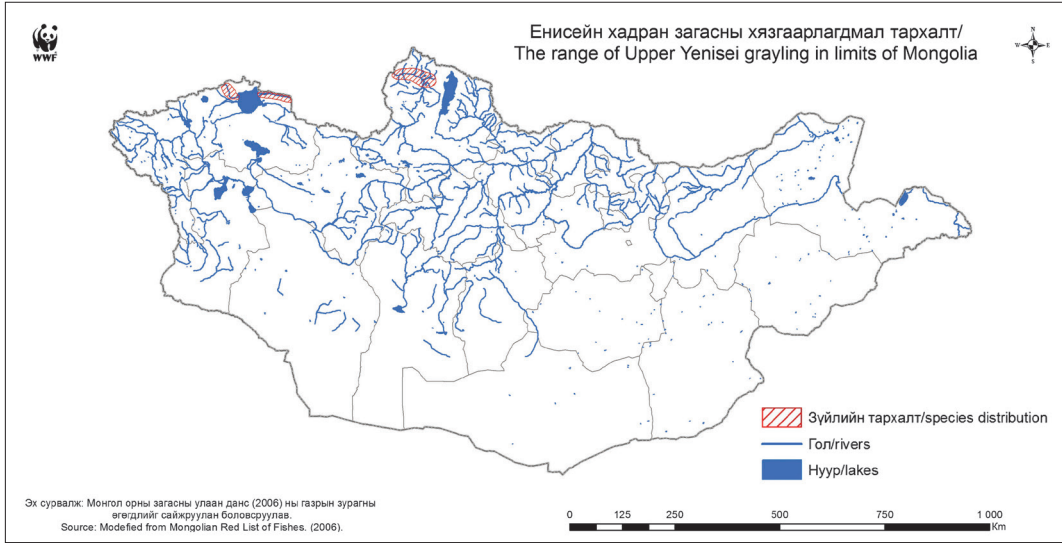 WWF
Енисейн хадран загасны хязгаарлагдмал тархалт/
The range of Upper Yenisei grayling in limits of Mongolia
N
W E
S
Зүйлийн тархалт/species distribution
Гол/rivers
Нуур/lakes
Эх сурвалж: Монгол орны загасны улаан данс (2006) ны газрын зурагны
өгөгдлийг сайжруулан боловсруулав.
Source: Modefied from Mongolian Red List of Fishes. (2006).
0 125 250 500 750 1 000
Km